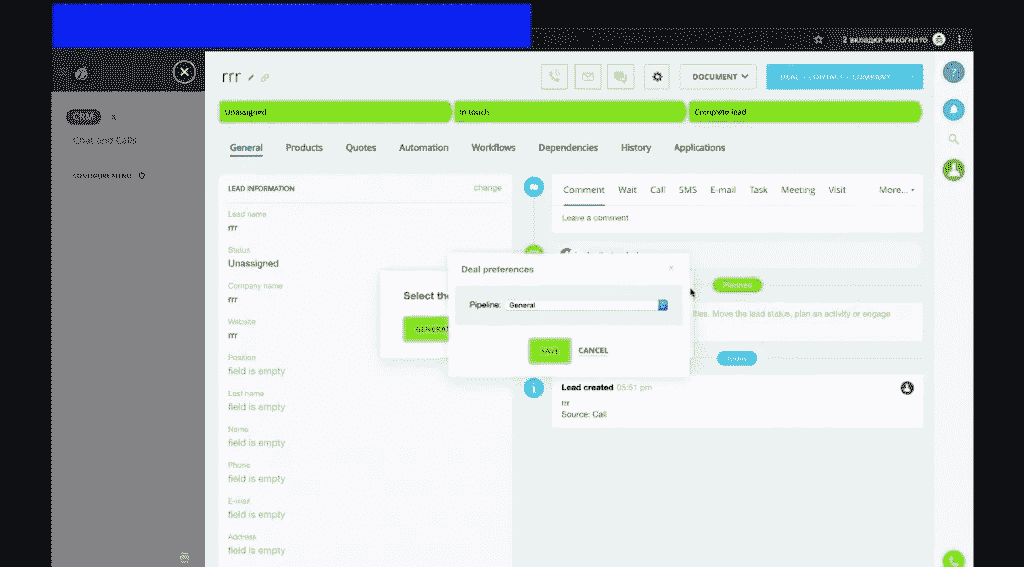 2 вкладки инкогнито
rrr
DOCUMENT
CRM
Unassigned
In touch
Complete lead
Chat and Calls
CONFIGURE MENU
General
Products
Quotes
Automation
Workflows
Dependencies
History
Applications
LEAD INFORMATION
change
Lead name
rrr
Status
Unassigned
Company name
rrr
Website
rrr
Position
field is empty
Last name
field is empty
Name
field is empty
Phone
field is empty
E-mail
field is empty
Address
field is empty
Comment
Wait
Call
SMS
E-mail
Task
Meeting
Visit
More...
Leave a comment
Planned
Move the lead status, plan an activity or engage
Lead created 05:51 pm
rrr
Source: Call
Select the
Deal preferences
Pipeline:
General
SAVE
CANCEL